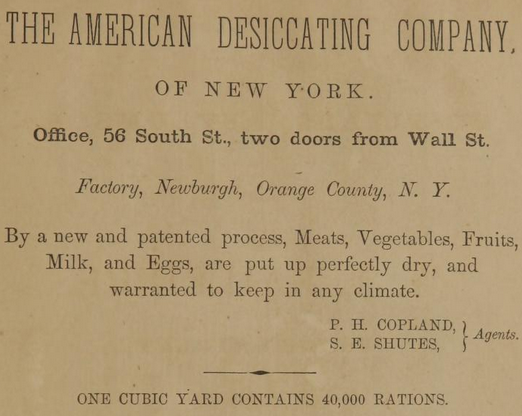 THE AMERICAN DESICCATING COMPANY,
OF NEW YORK.
Office, 56 South St., two doors from Wall St.
Factory, Newburgh, Orange County, N. Y.
By a new and patented process, Meats, Vegetables, Fruits,
Milk, and Eggs, are put up perfectly dry, and
warranted to keep in any climate.
P. H. COPLAND,
S. E. SHUTES, } Agents.
ONE CUBIC YARD CONTAINS 40,000 RATIONS.